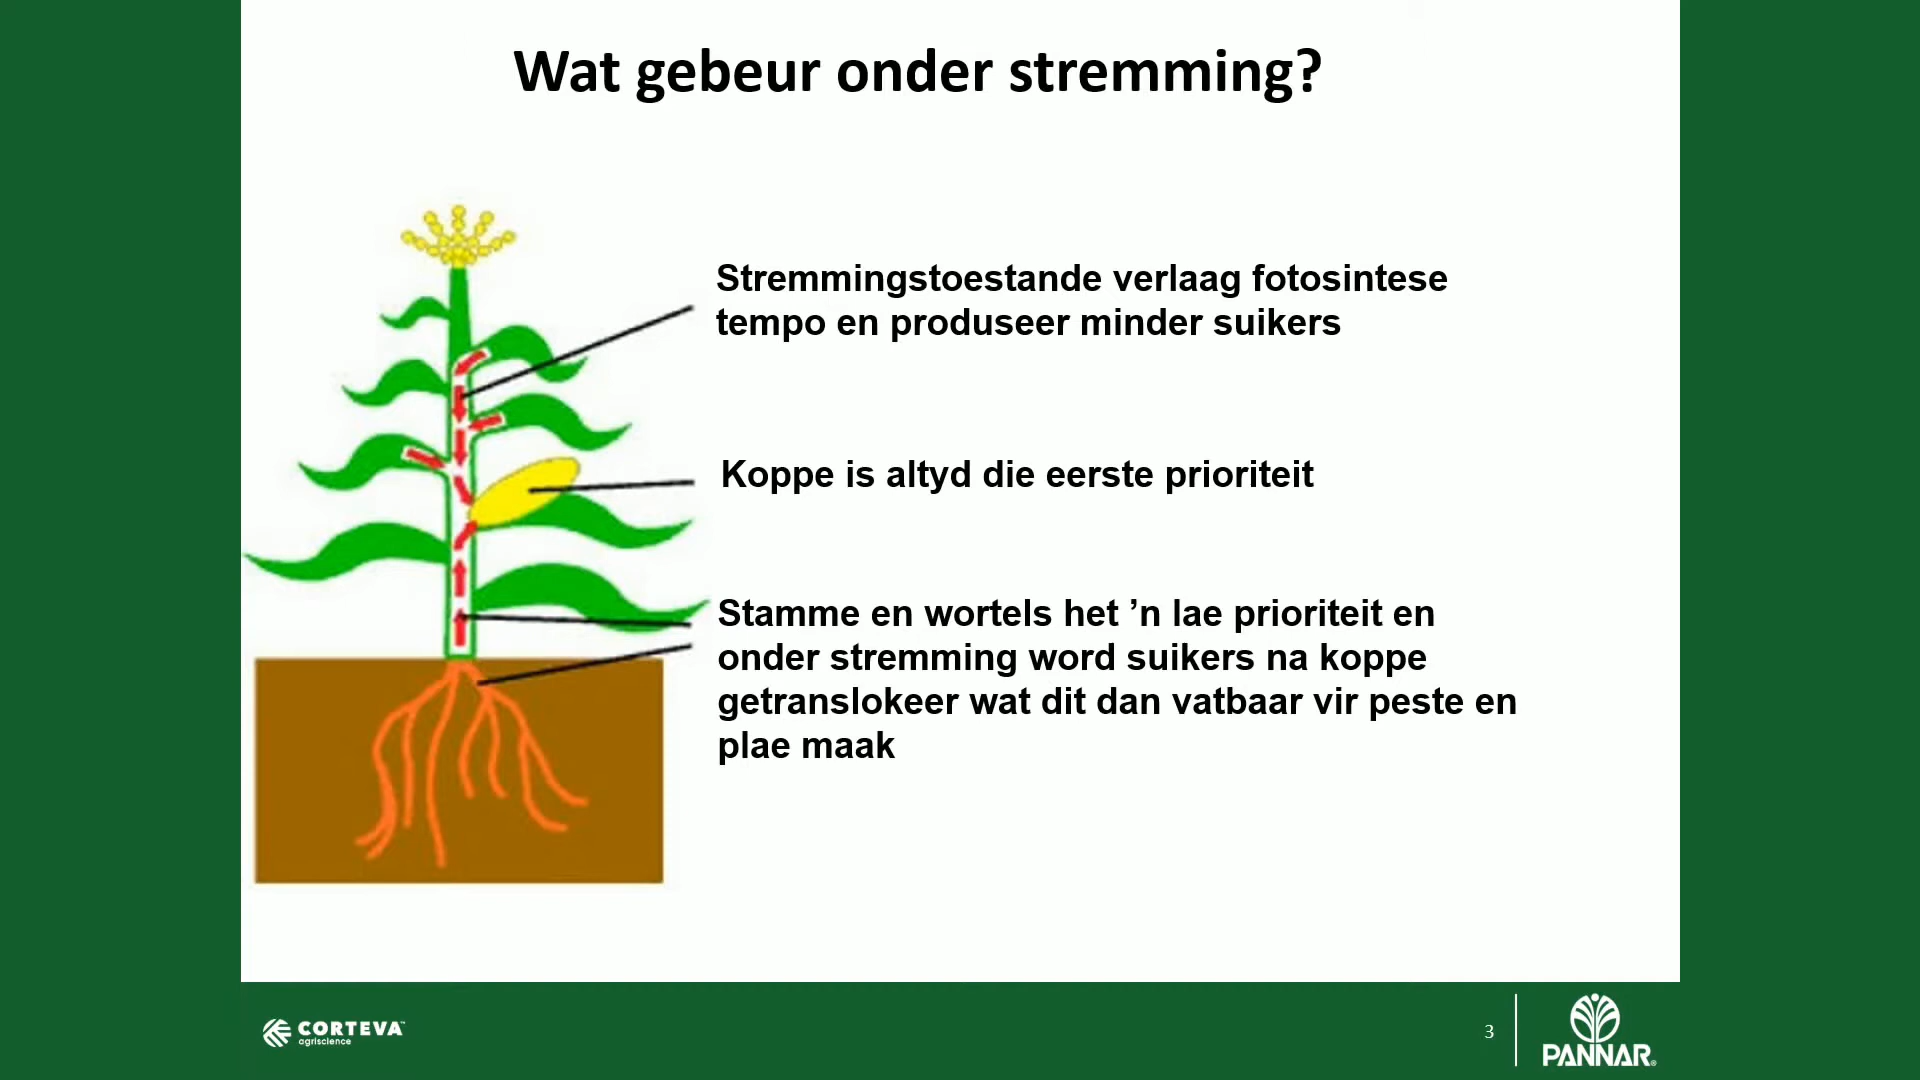 Wat gebeur onder stremming?
Stremmingstoestande verlaag fotosintese
tempo en produseer minder suikers
Koppe is altyd die eerste prioriteit
Stamme en wortels het ’n lae prioriteit en
onder stremming word suikers na koppe
getranslokeer wat dit dan vatbaar vir peste en
plae maak
CORTEVA™
agriscience
3
PANNAR®